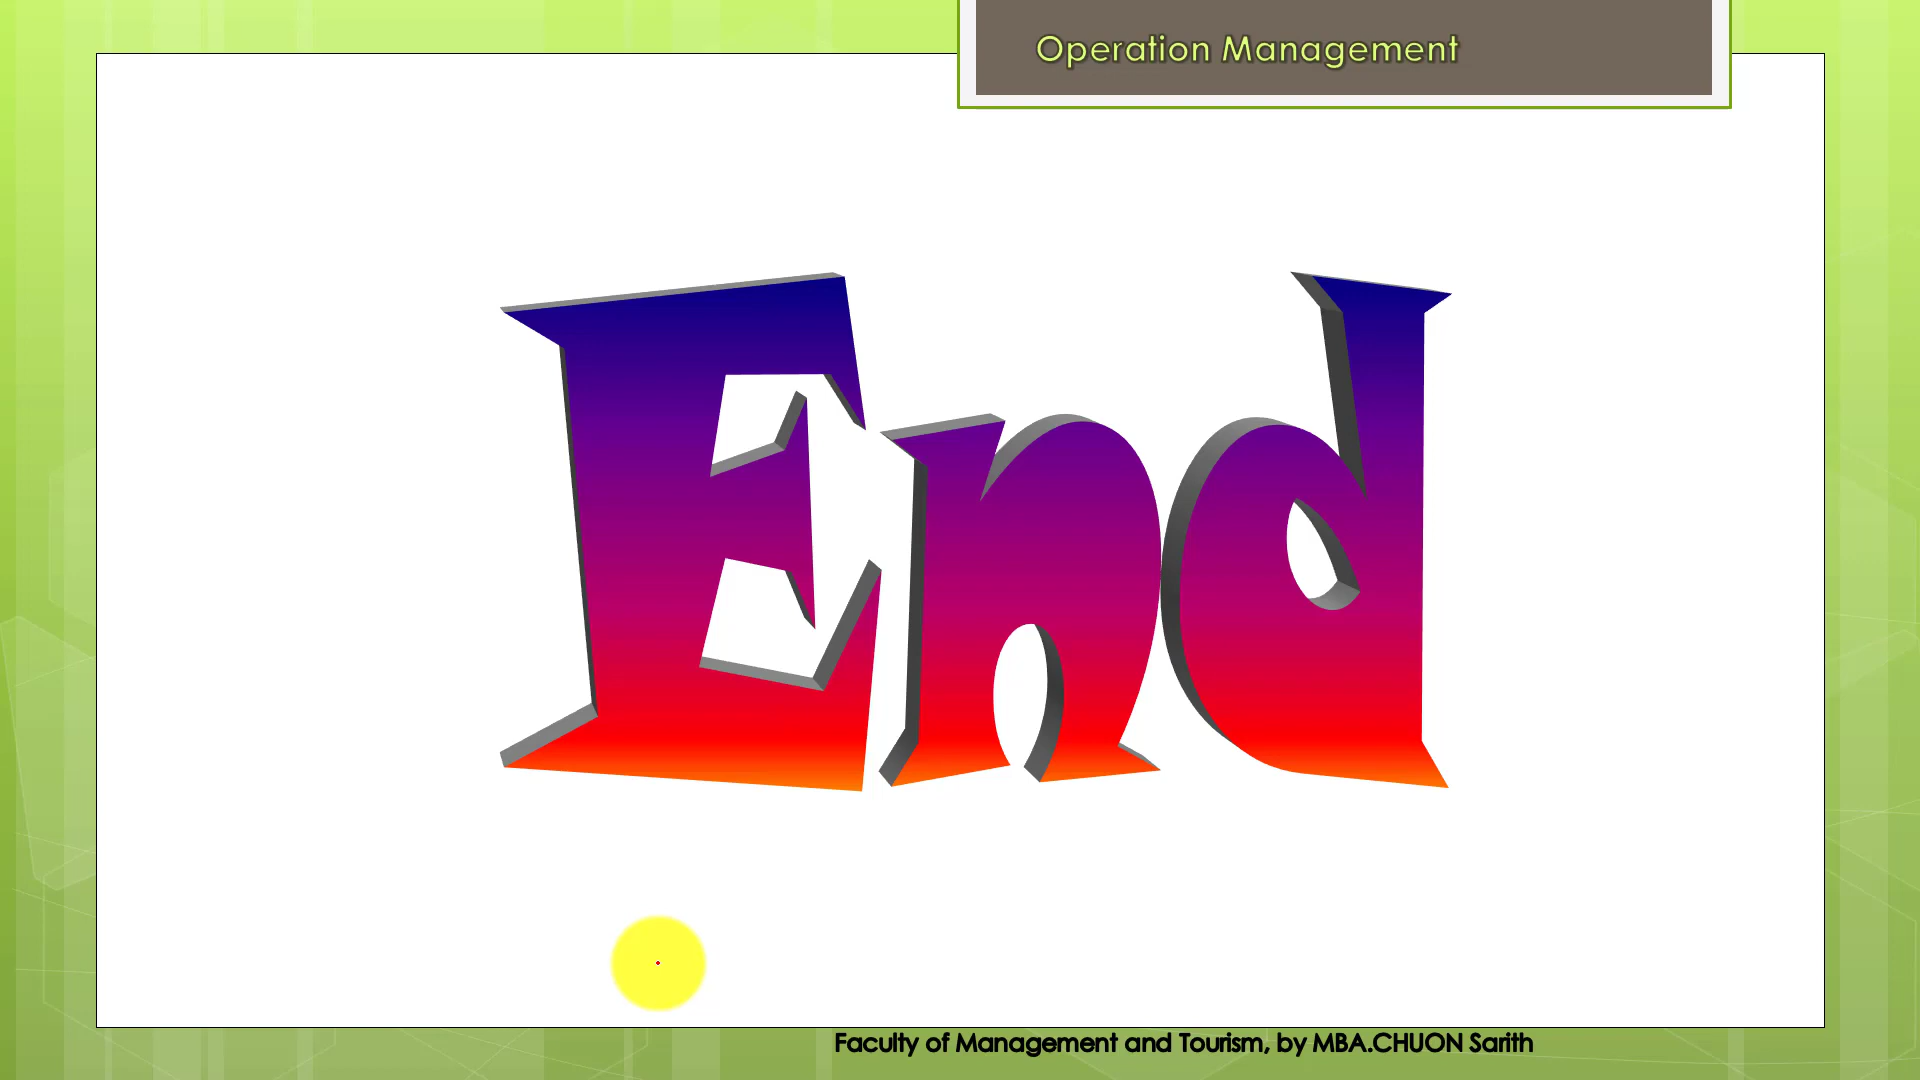 Operation Management
End
Faculty of Management and Tourism, by MBA.CHUON Sarith